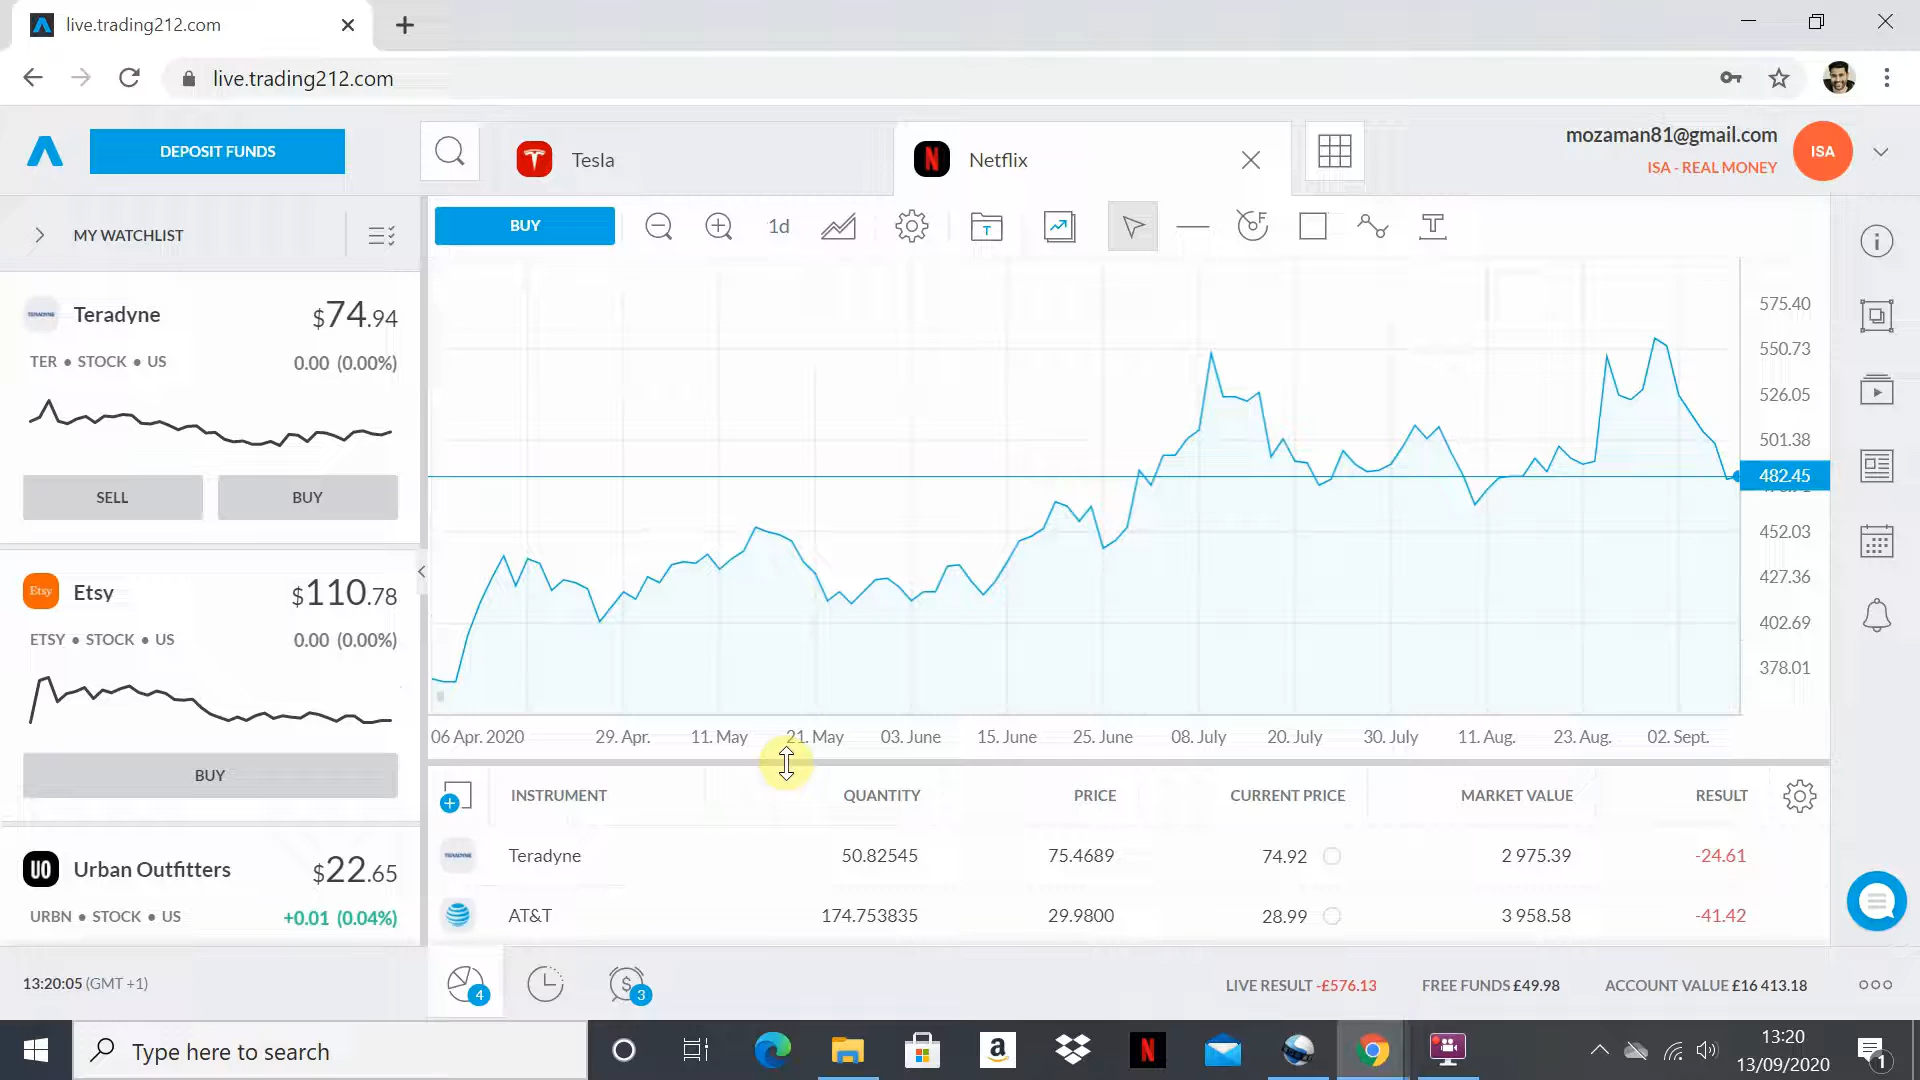 live.trading212.com
live.trading212.com
DEPOSIT FUNDS
Tesla
Netflix
mozaman81@gmail.com
ISA - REAL MONEY
ISA
MY WATCHLIST
BUY
1d
T
F
T
TERADYNE
Teradyne
$74.94
TER • STOCK • US
0.00 (0.00%)
SELL
BUY
Etsy
Etsy
$110.78
ETSY • STOCK • US
0.00 (0.00%)
BUY
UO
Urban Outfitters
$22.65
URBN • STOCK • US
+0.01 (0.04%)
575.40
550.73
526.05
501.38
482.45
452.03
427.36
402.69
378.01
06 Apr. 2020
29. Apr.
11. May
21. May
03. June
15. June
25. June
08. July
20. July
30. July
11. Aug.
23. Aug.
02. Sept.
INSTRUMENT QUANTITY PRICE CURRENT PRICE MARKET VALUE RESULT
TERADYNE Teradyne 50.82545 75.4689 74.92 2 975.39 -24.61
AT&T 174.753835 29.9800 28.99 3 958.58 -41.42
13:20:05 (GMT +1)
4
3
LIVE RESULT -£576.13
FREE FUNDS £49.98
ACCOUNT VALUE £16 413.18
Type here to search
a
N
13:20
13/09/2020
1